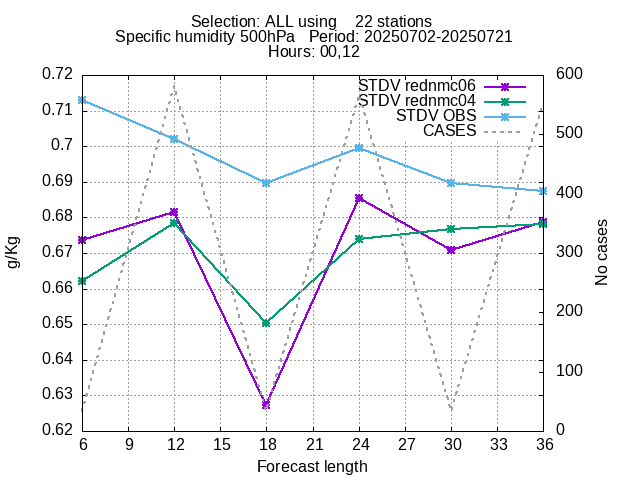 Selection: ALL using    22 stations
Specific humidity 500hPa   Period: 20250702-20250721
Hours: 00,12
STDV rednmc06
STDV rednmc04
STDV OBS
CASES
0.72
0.71
0.7
0.69
0.68
0.67
0.66
0.65
0.64
0.63
0.62
g/Kg
600
500
400
300
200
100
0
No cases
6 9 12 15 18 21 24 27 30 33 36
Forecast length